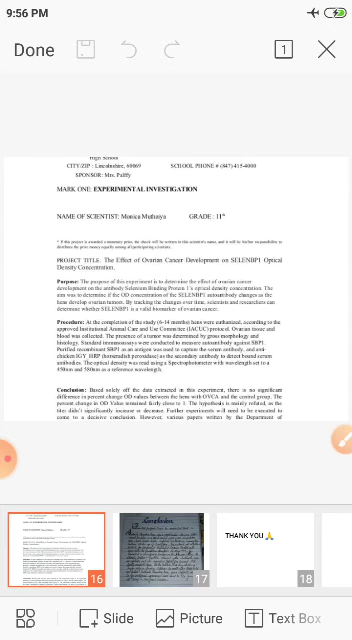 9:56 PM
Done
1
High School
CITY/ZIP : Lincolnshire, 60069 SCHOOL PHONE # (847) 415-4000
SPONSOR: Mrs. Palffy
MARK ONE: EXPERIMENTAL INVESTIGATION
NAME OF SCIENTIST: Monica Muthaiya GRADE : 11th
* If this project is awarded a monetary prize, the check will be written in this scientist's name, and it will be his/her responsibility to
distribute the prize money equally among all participating scientists.
PROJECT TITLE: The Effect of Ovarian Cancer Development on SELENBP1 Optical
Density Concentration.
Purpose: The purpose of this experiment is to determine the effect of ovarian cancer
development on the antibody Selenium Binding Protein 1's optical density concentration. The
aim was to determine if the OD concentration of the SELENBP1 autoantibody changes as the
hens develop ovarian tumors. By tracking the changes over time, scientists and researchers can
determine whether SELENBP1 is a valid biomarker of ovarian cancer.
Procedure: At the completion of the study (6-14 months) hens were euthanized, according to the
approved Institutional Animal Care and Use Committee (IACUC) protocol. Ovarian tissue and
blood was collected. The presence of a tumor was determined by gross morphology and
histology. Standard immunoassays were conducted to measure autoantibody against SBP1.
Purified recombinant SBP1 as an antigen was used to capture the serum antibody, and anti-
chicken IGY_HRP (horseradish peroxidase) as the secondary antibody to detect bound serum
antibodies. The optical density was read using a Spectrophotometer with wavelength set to a
450nm and 580nm as a reference wavelength.
Conclusion: Based solely off the data extracted in this experiment, there is no significant
difference in percent change OD values between the hens with OVCA and the control group. The
percent change in OD Value remained fairly close to 1. The hypothesis is mainly refuted, as the
titer didn't significantly increase or decrease. Further experiments will need to be executed to
come to a decisive conclusion. However, various papers written by the Department of
16
17
THANK YOU 🙏
18
Slide
Picture
Text Box